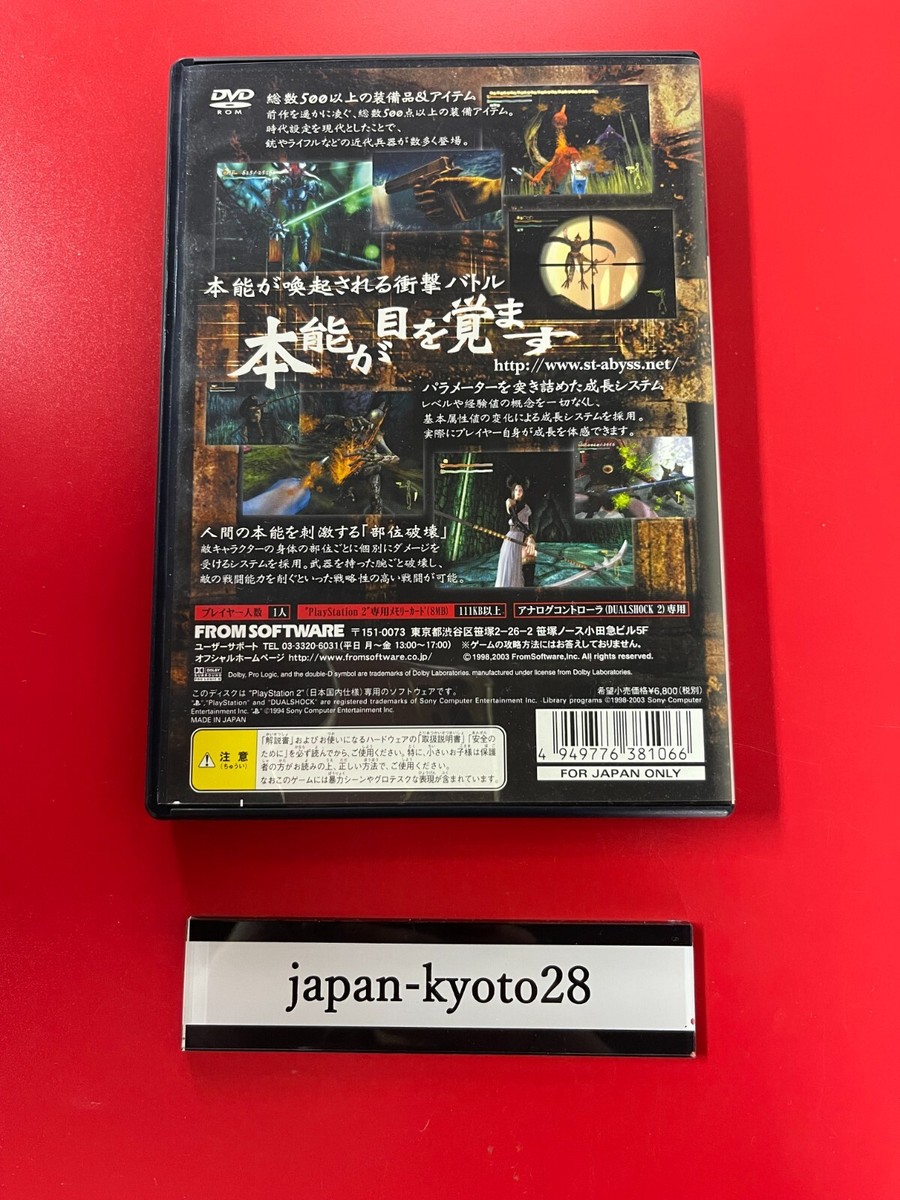 DVD
ROM
総数500以上の装備品&アイテム
前作を遥かに凌ぐ、総数500点以上の装備アイテム。
時代設定を現代としたことで、
銃やライフルなどの近代兵器が数多く登場。
本能が喚起される衝撃バトル
本能が目を覚ます
http://www.st-abyss.net/
パラメーターを突き詰めた成長システム
レベルや経験値の概念を一切なくし、
基本属性値の変化による成長システムを採用。
実際にプレイヤー自身が成長を体感できます。
人間の本能を刺激する「部位破壊」
敵キャラクターの身体の部位ごとに個別にダメージを
受けるシステムを採用。武器を持った腕ごと破壊し、
敵の戦闘能力を削ぐといった戦略性の高い戦闘が可能。
プレイヤー人数 1人 "PlayStation 2"専用メモリーカード(8MB) 111KB以上 アナログコントローラ(DUALSHOCK 2)専用
FROMSOFTWARE 〒151-0073 東京都渋谷区笹塚2-26-2 笹塚ノース小田急ビル5F
ユーザーサポート TEL 03-3320-6031(平日 月〜金 13:00〜17:00) ※ゲームの攻略方法にはお答えしておりません。
オフィシャルホームページ http://www.fromsoftware.co.jp/ ©1998,2003 FromSoftware,Inc. All rights reserved.
Dolby, Pro Logic, and the double-D symbol are trademarks of Dolby Laboratories. manufactured under license from Dolby Laboratories.
このディスクは "PlayStation 2"(日本国内仕様)専用のソフトウェアです。 希望小売価格¥6,800(税別)
"PlayStation" and "DUALSHOCK" are registered trademarks of Sony Computer Entertainment Inc. Library programs ©1998-2003 Sony Computer
Entertainment Inc. ©1994 Sony Computer Entertainment Inc.
MADE IN JAPAN
注意
(ちゅうい)
「解説書」およびお使いになるハードウェアの「取扱説明書」「安全の
ために」を必ず読んでから、ご使用ください。特に、小さいお子様は保護
者の方がお読みの上、正しい方法で、ご使用ください。
なおこのゲームには暴力シーンやグロテスクな表現が含まれています。
4 949776 381066
FOR JAPAN ONLY
japan-kyoto28